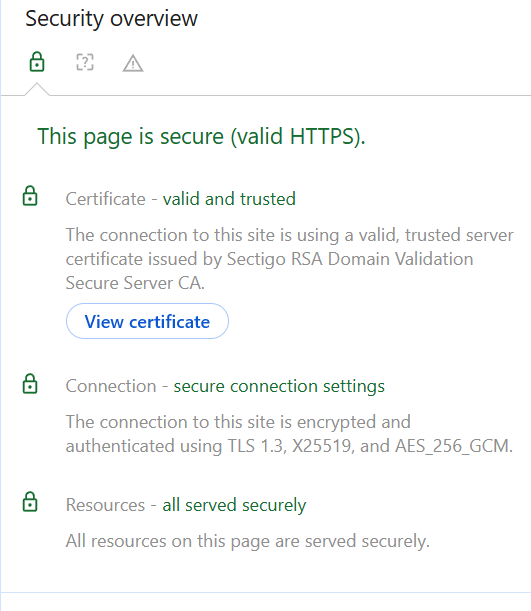 Security overview
This page is secure (valid HTTPS).
Certificate - valid and trusted
The connection to this site is using a valid, trusted server
certificate issued by Sectigo RSA Domain Validation
Secure Server CA.
View certificate
Connection - secure connection settings
The connection to this site is encrypted and
authenticated using TLS 1.3, X25519, and AES_256_GCM.
Resources - all served securely
All resources on this page are served securely.